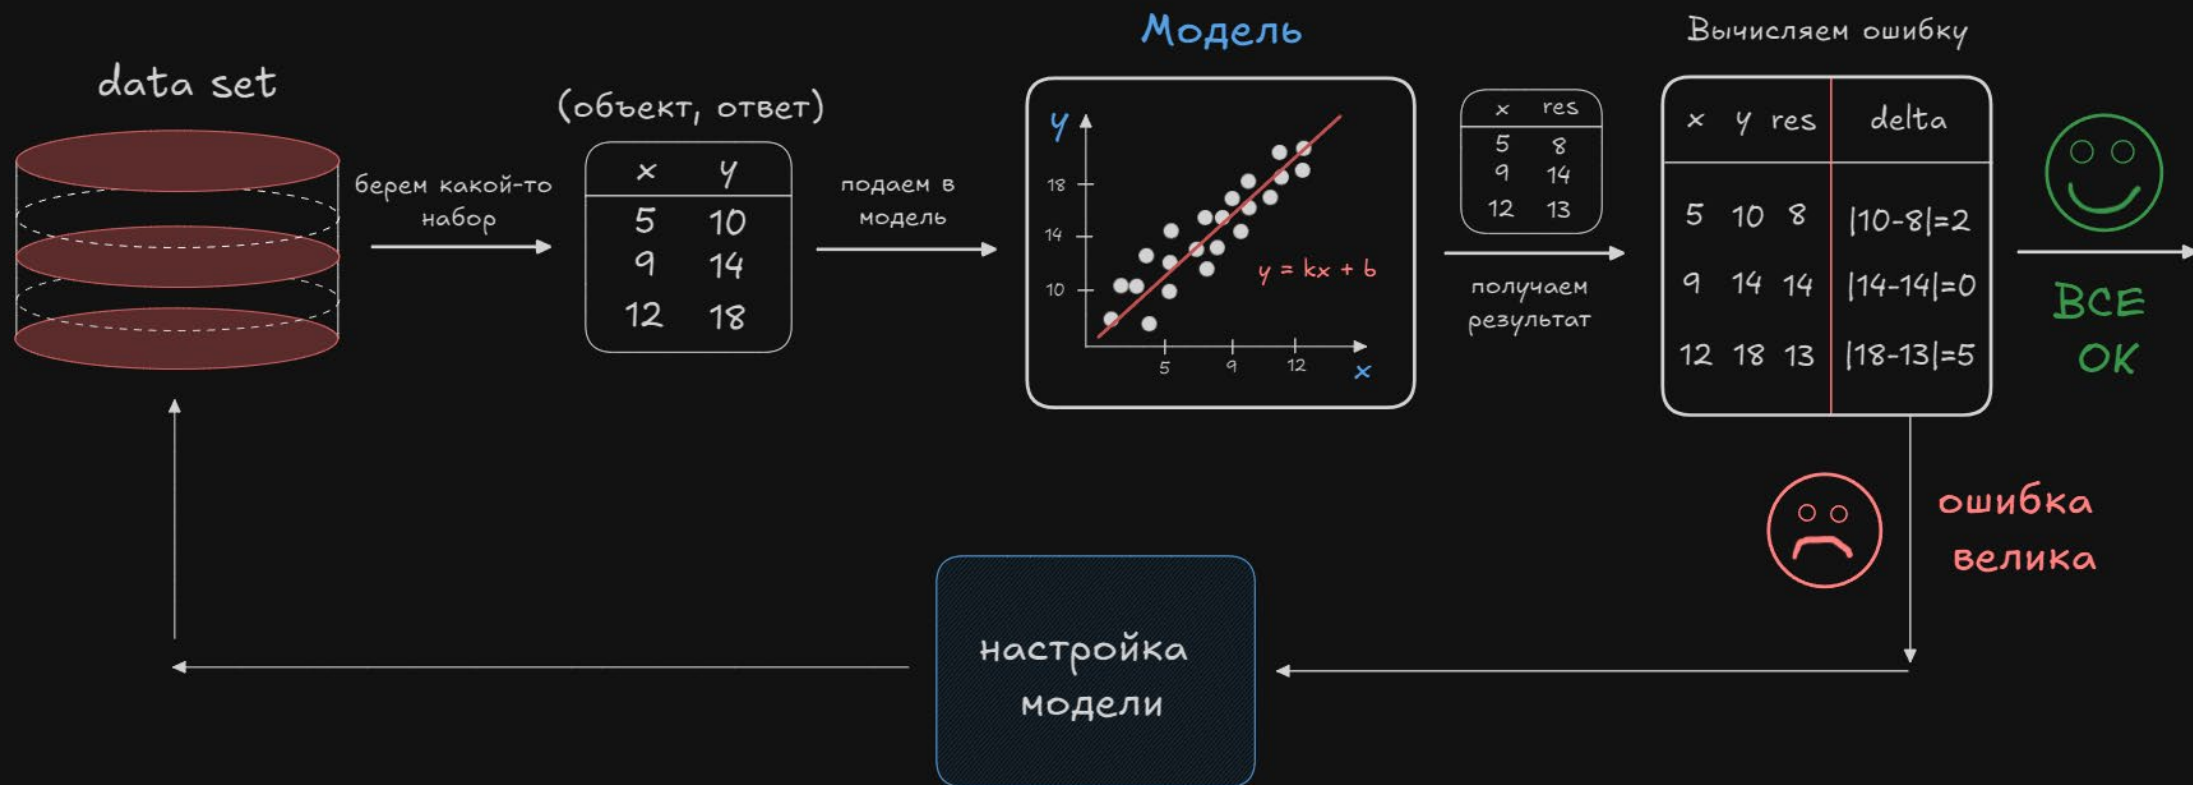 data set
берем какой-то
набор
(объект, ответ)
x y
5 10
9 14
12 18
подаем в
модель
Модель
y
18
14
10
y = kx + b
5 9 12
x
x res
5 8
9 14
12 13
получаем
результат
Вычисляем ошибку
x y res delta
5 10 8 |10-8|=2
9 14 14 |14-14|=0
12 18 13 |18-13|=5
ВСЕ
ОК
ошибка
велика
настройка
модели